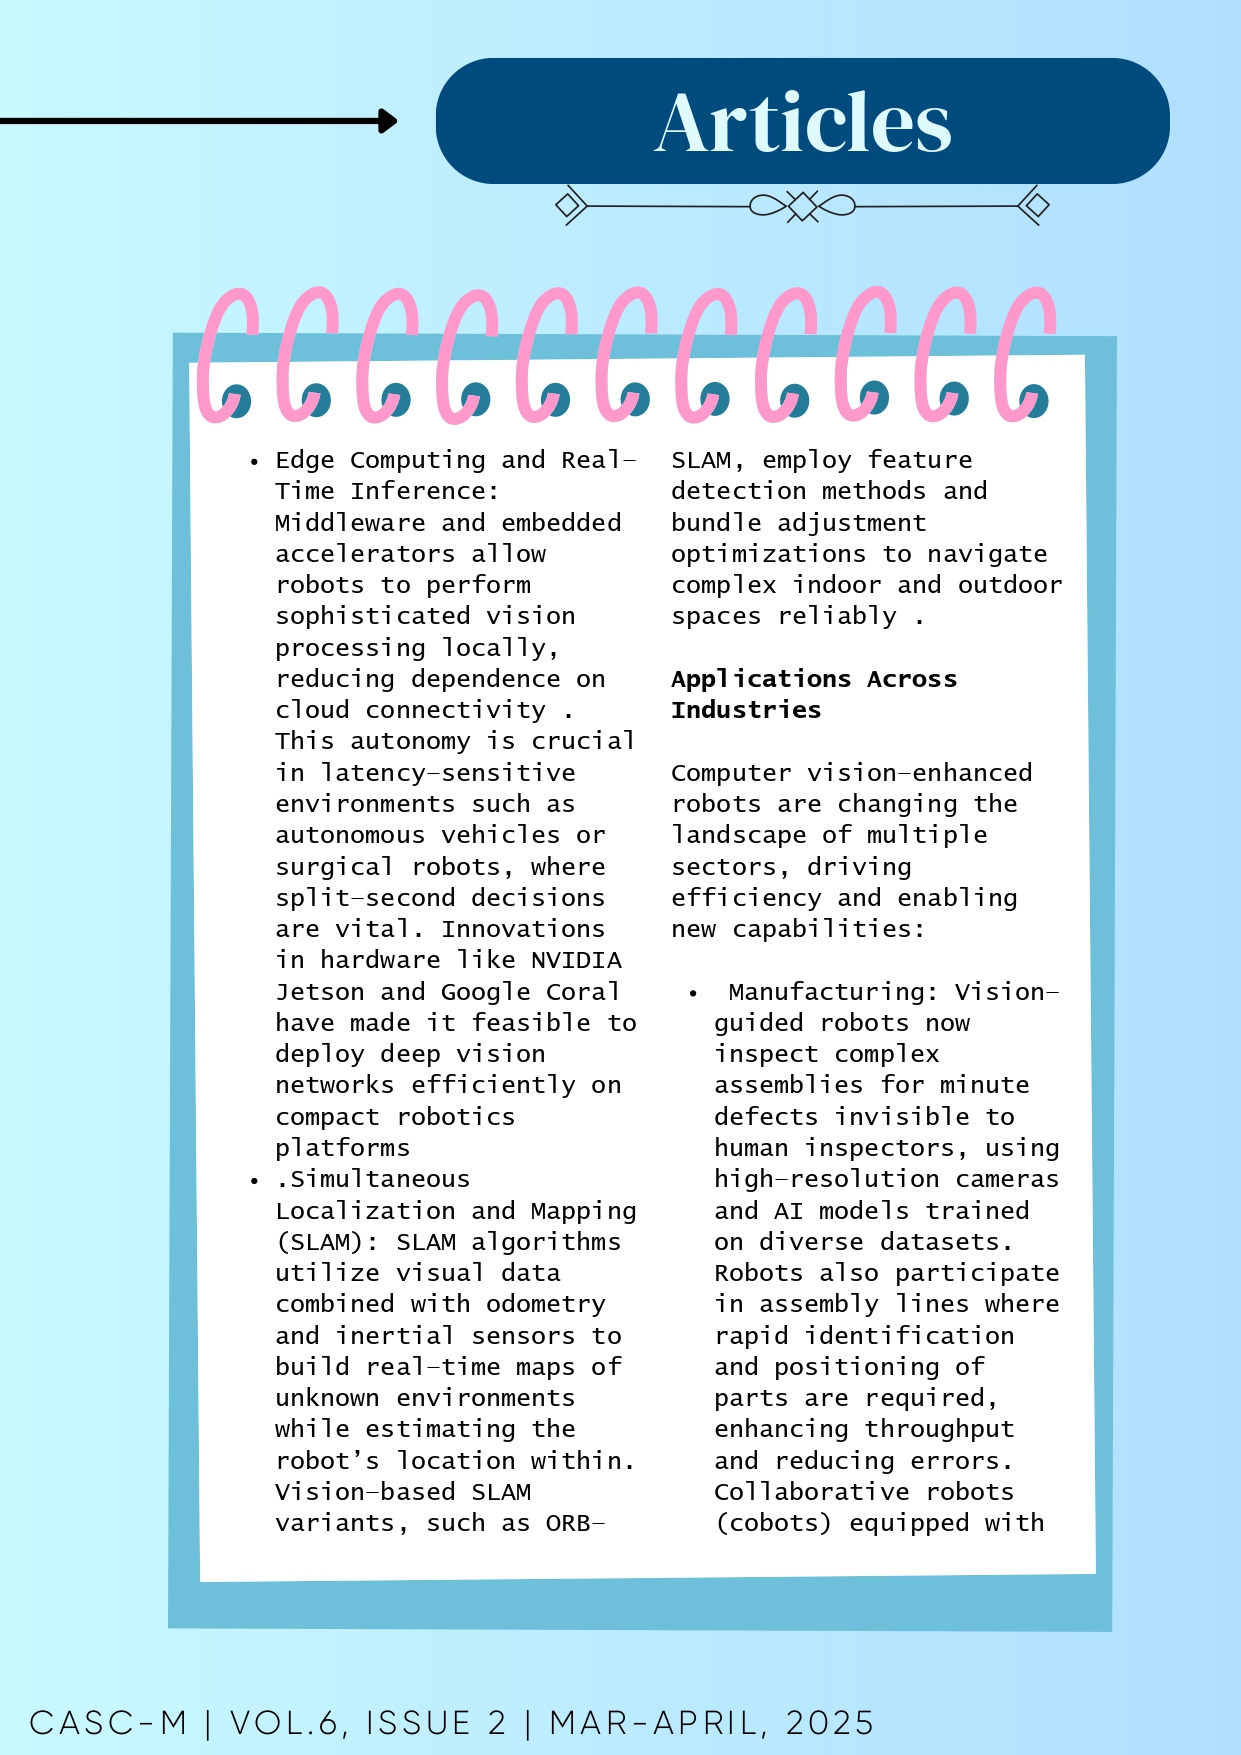 Articles
• Edge Computing and Real-
Time Inference:
Middleware and embedded
accelerators allow
robots to perform
sophisticated vision
processing locally,
reducing dependence on
cloud connectivity .
This autonomy is crucial
in latency-sensitive
environments such as
autonomous vehicles or
surgical robots, where
split-second decisions
are vital. Innovations
in hardware like NVIDIA
Jetson and Google Coral
have made it feasible to
deploy deep vision
networks efficiently on
compact robotics
platforms
• .Simultaneous
Localization and Mapping
(SLAM): SLAM algorithms
utilize visual data
combined with odometry
and inertial sensors to
build real-time maps of
unknown environments
while estimating the
robot’s location within.
Vision-based SLAM
variants, such as ORB-
SLAM, employ feature
detection methods and
bundle adjustment
optimizations to navigate
complex indoor and outdoor
spaces reliably .
Applications Across
Industries
Computer vision-enhanced
robots are changing the
landscape of multiple
sectors, driving
efficiency and enabling
new capabilities:
• Manufacturing: Vision-
guided robots now
inspect complex
assemblies for minute
defects invisible to
human inspectors, using
high-resolution cameras
and AI models trained
on diverse datasets.
Robots also participate
in assembly lines where
rapid identification
and positioning of
parts are required,
enhancing throughput
and reducing errors.
Collaborative robots
(cobots) equipped with
CASC-M | VOL.6, ISSUE 2 | MAR-APRIL, 2025